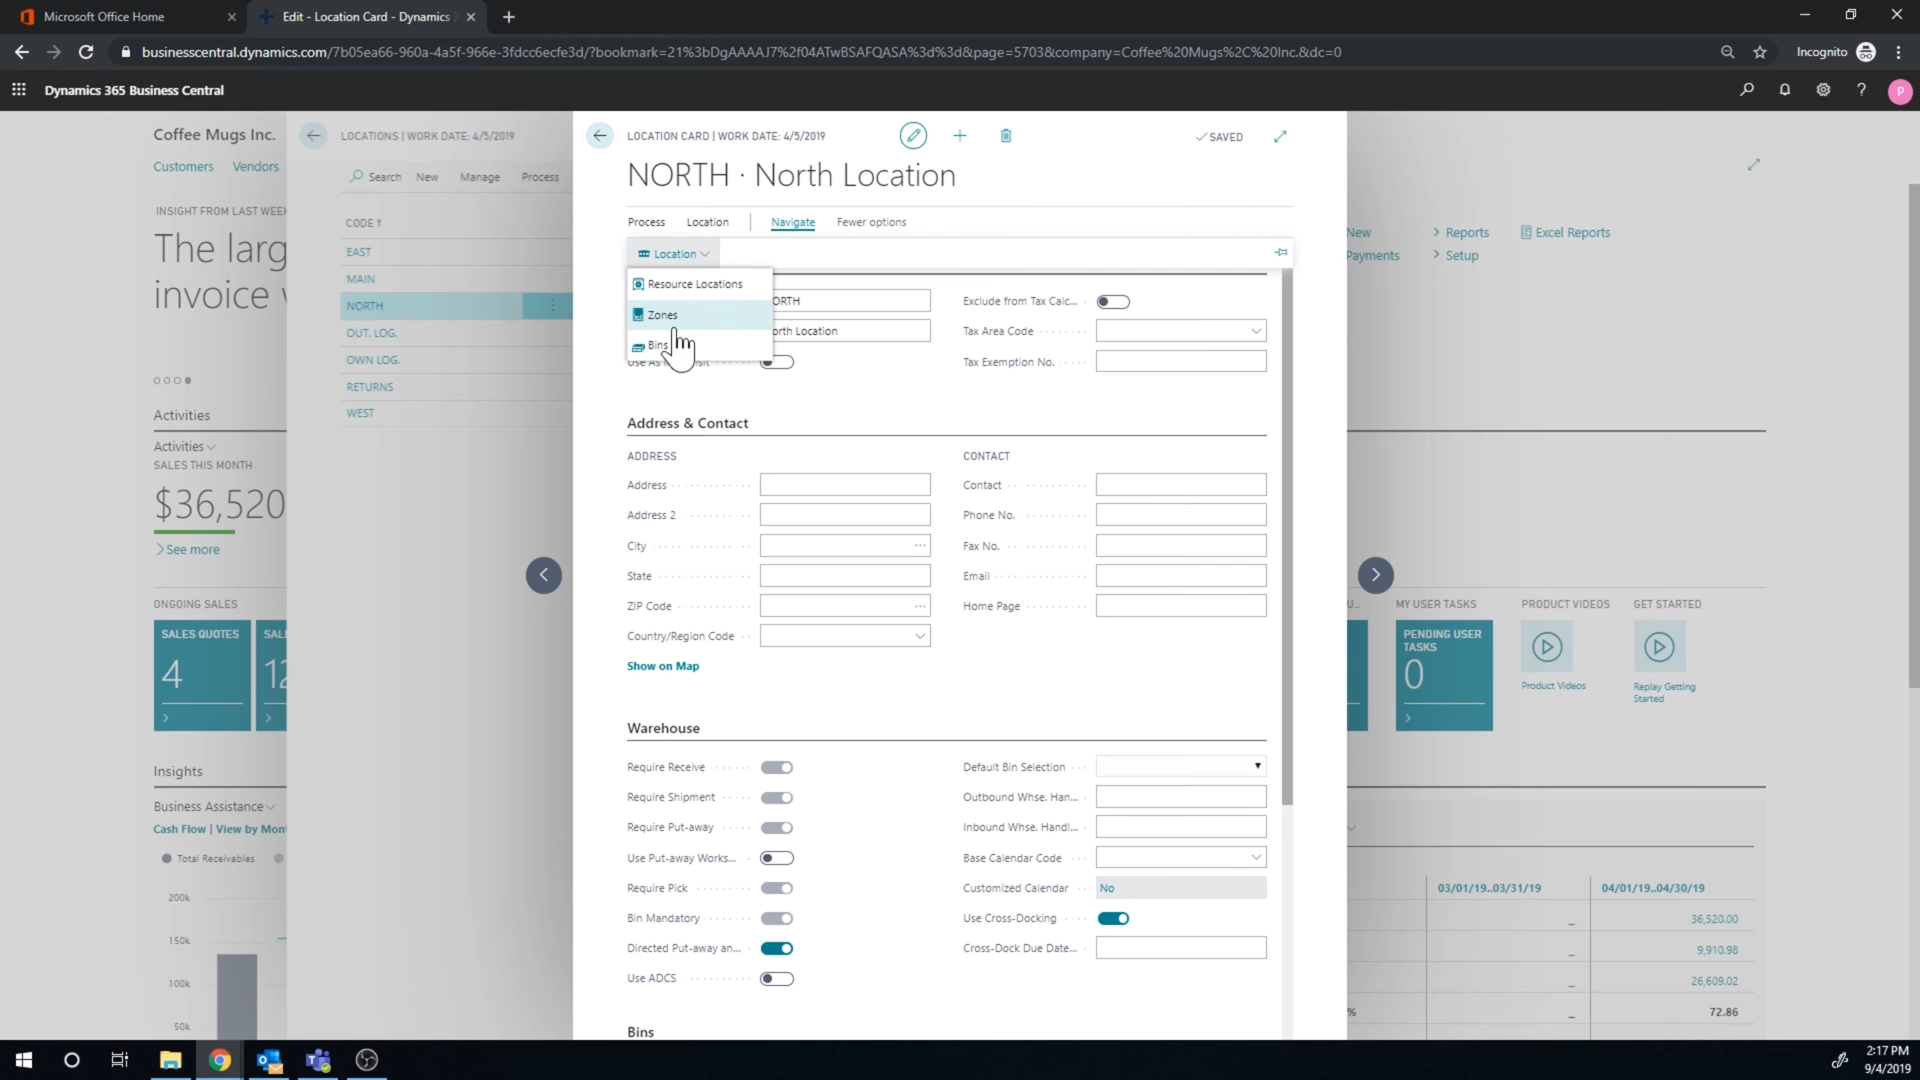 Microsoft Office Home
Edit - Location Card - Dynamics 3
businesscentral.dynamics.com/7b05ea66-960a-4a5f-966e-3fdcc6ecfe3d/?bookmark=21%3bDgAAAAJ7%2f04ATwBSAFQASA%3d%3d&page=5703&company=Coffee%20Mugs%2C%20Inc.&dc=0
Incognito
Dynamics 365 Business Central
P
Coffee Mugs Inc.
Customers Vendors
INSIGHT FROM LAST WEEK
The larg
invoice
Activities
Activities
SALES THIS MONTH
$36,520
See more
ONGOING SALES
SALES QUOTES
4
SAL
12
Insights
Business Assistance
Cash Flow | View by Mont
Total Receivables
200k
150k
100k
50k
LOCATIONS | WORK DATE: 4/5/2019
Search New Manage Process
CODE ↑
EAST
MAIN
NORTH
OUT. LOG.
OWN LOG.
RETURNS
WEST
LOCATION CARD | WORK DATE: 4/5/2019
SAVED
NORTH · North Location
Process Location Navigate Fewer options
Location
Resource Locations
Zones
Bins
ORTH
orth Location
Exclude from Tax Calc...
Tax Area Code
Tax Exemption No.
Address & Contact
ADDRESS
Address
Address 2
City
State
ZIP Code
Country/Region Code
Show on Map
CONTACT
Contact
Phone No.
Fax No.
Email
Home Page
Warehouse
Require Receive
Require Shipment
Require Put-away
Use Put-away Works...
Require Pick
Bin Mandatory
Directed Put-away an...
Use ADCS
Default Bin Selection
Outbound Whse. Han...
Inbound Whse. Handl...
Base Calendar Code
Customized Calendar No
Use Cross-Docking
Cross-Dock Due Date...
Bins
New
Payments
Reports
Setup
Excel Reports
U...
MY USER TASKS
PENDING USER
TASKS
0
PRODUCT VIDEOS
Product Videos
GET STARTED
Replay Getting
Started
03/01/19..03/31/19 04/01/19..04/30/19
_ 36,520.00
_ 9,910.98
_ 26,609.02
% _ 72.86
2:17 PM
9/4/2019